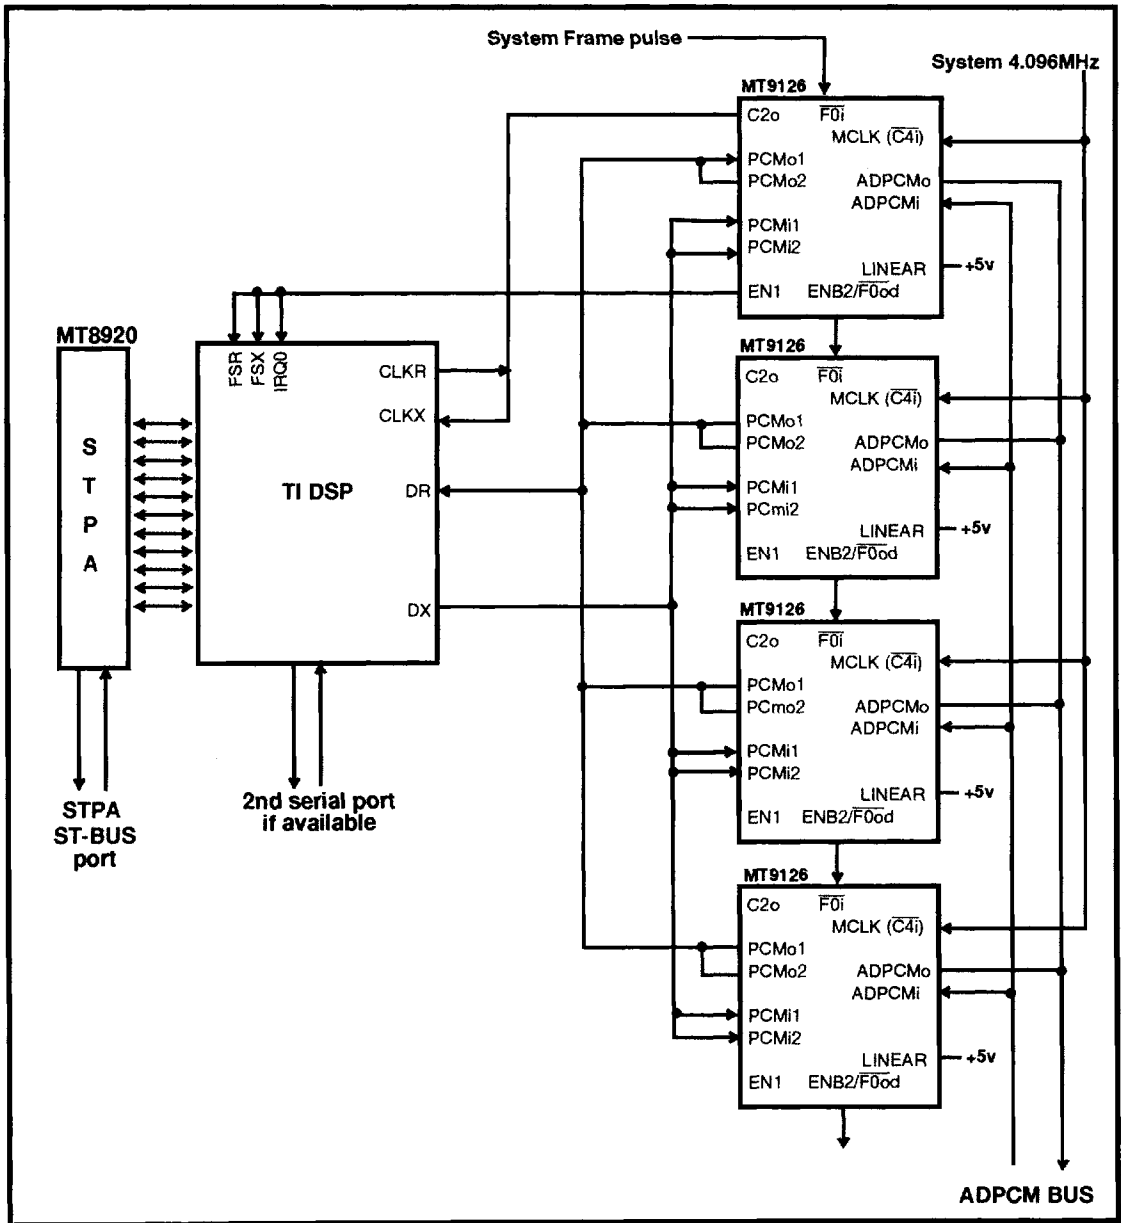 System Frame pulse
System 4.096MHz
MT9126
C2o F0i
MCLK (C4i)
PCMo1
PCMo2 ADPCMo
ADPCMi
PCMi1
PCMi2
LINEAR +5v
EN1 ENB2/F0od
MT8920
S
T
P
A
FSR
FSX
IRQ0
CLKR
CLKX
TI DSP
DR
DX
STPA
ST-BUS
port
2nd serial port
if available
MT9126
C2o F0i
MCLK (C4i)
PCMo1
PCMo2 ADPCMo
ADPCMi
PCMi1
PCmi2
LINEAR +5v
EN1 ENB2/F0od
MT9126
C2o F0i
MCLK (C4i)
PCMo1
PCmo2 ADPCMo
ADPCMi
PCMi1
PCMi2
LINEAR +5v
EN1 ENB2/F0od
MT9126
C2o F0i
MCLK (C4i)
PCMo1
PCMo2 ADPCMo
ADPCMi
PCMi1
PCMi2
LINEAR +5v
EN1 ENB2/F0od
ADPCM BUS